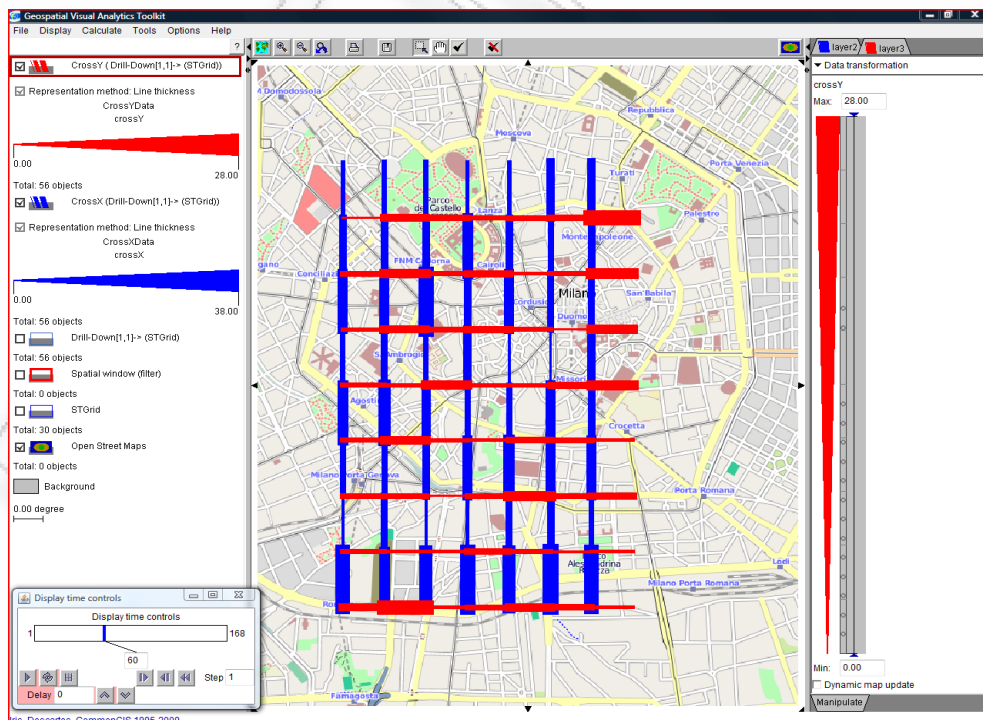 Geospatial Visual Analytics Toolkit
File Display Calculate Tools Options Help
?
CrossY ( Drill-Down[1,1]-> (STGrid))
Representation method: Line thickness
CrossYData
crossY
0.00
28.00
Total: 56 objects
CrossX (Drill-Down[1,1]-> (STGrid))
Representation method: Line thickness
CrossXData
crossX
0.00
38.00
Total: 56 objects
Drill-Down[1,1]-> (STGrid)
Total: 56 objects
Spatial window (filter)
Total: 0 objects
STGrid
Total: 30 objects
Open Street Maps
Total: 0 objects
Background
0.00 degree
Display time controls
Display time controls
1
168
60
Step 1
Delay 0
M Domodossola
Repubblica
Moscova
Porta Venezia
Turati
Parco
del Castello
Lanza
Palestro
Montenapoleone
FNM Cadorna
Cairoli
Conciliazi
Milano
San Babila
Cordusio
Duomo
S. Ambrogio
Missori
Agosti
Crocetta
Milano Porta Genova
Porta Romana
Lodi
Milano Porta Romana
Famagosta
layer2
layer3
Data transformation
crossY
Max: 28.00
Min: 0.00
Dynamic map update
Manipulate